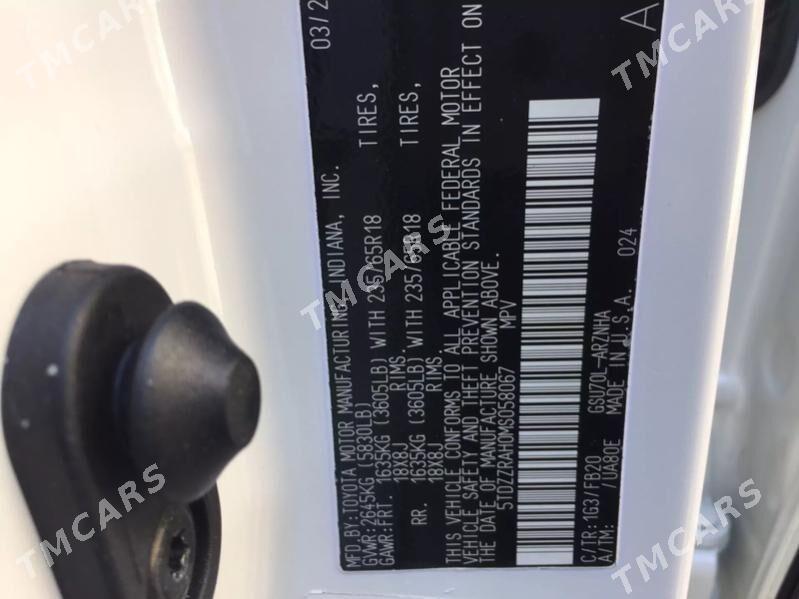 MFD.BY:TOYOTA MOTOR MANUFACTURING, INDIANA, INC. 03/2
GVWR:2645KG (5830LB)
GAWR:FRT. 1635KG (3605LB) WITH 235/65R18 TIRES,
18X8J RIMS.
RR. 1635KG (3605LB) WITH 235/65R18 TIRES,
18X8J RIMS.
THIS VEHICLE CONFORMS TO ALL APPLICABLE FEDERAL MOTOR
VEHICLE SAFETY AND THEFT PREVENTION STANDARDS IN EFFECT ON
THE DATE OF MANUFACTURE SHOWN ABOVE.
5TDZZRAH0MS058067 MPV
C/TR:1G3/FB20 GSU70L-ARZNHA 024
A/TM: /UA80E MADE IN U.S.A. A
TMCARS
TMCARS
TMCARS
TMCARS
TMCARS
TMCARS
TMCARS